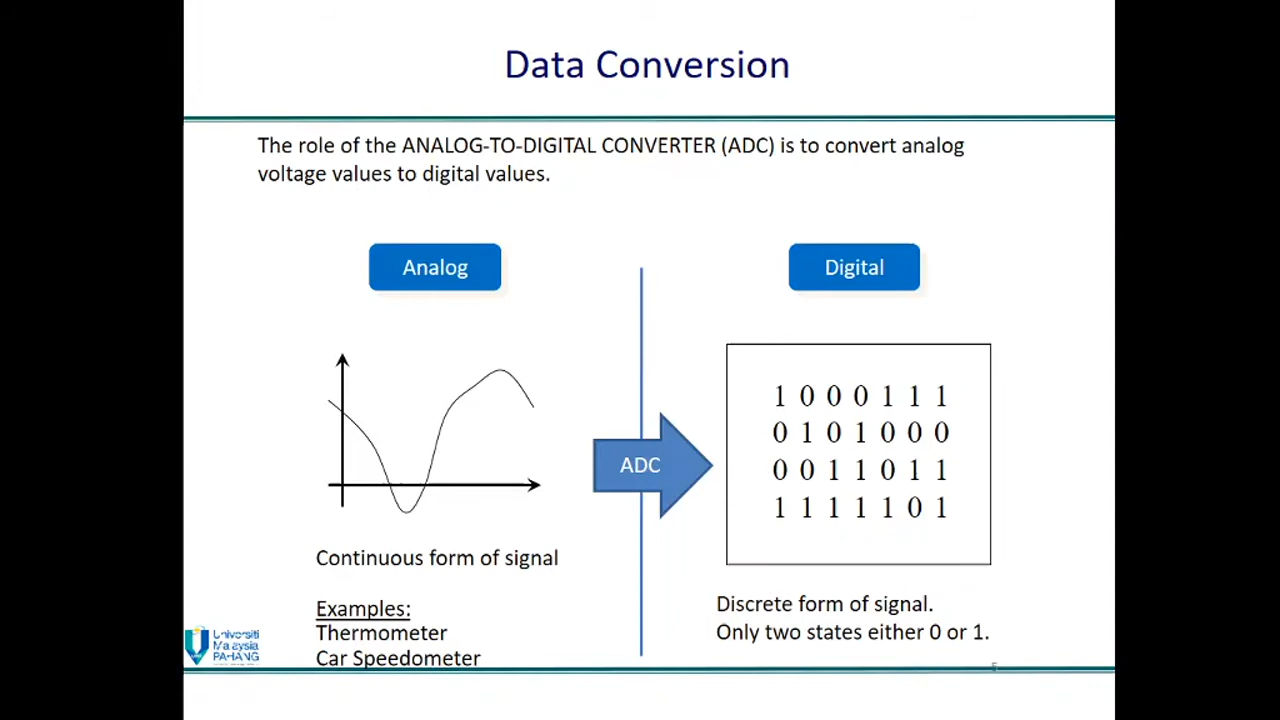 Data Conversion
The role of the ANALOG-TO-DIGITAL CONVERTER (ADC) is to convert analog
voltage values to digital values.
Analog
Digital
ADC
1 0 0 0 1 1 1
0 1 0 1 0 0 0
0 0 1 1 0 1 1
1 1 1 1 1 0 1
Continuous form of signal
Examples:
Thermometer
Car Speedometer
Discrete form of signal.
Only two states either 0 or 1.
Universiti
Malaysia
PAHANG
5